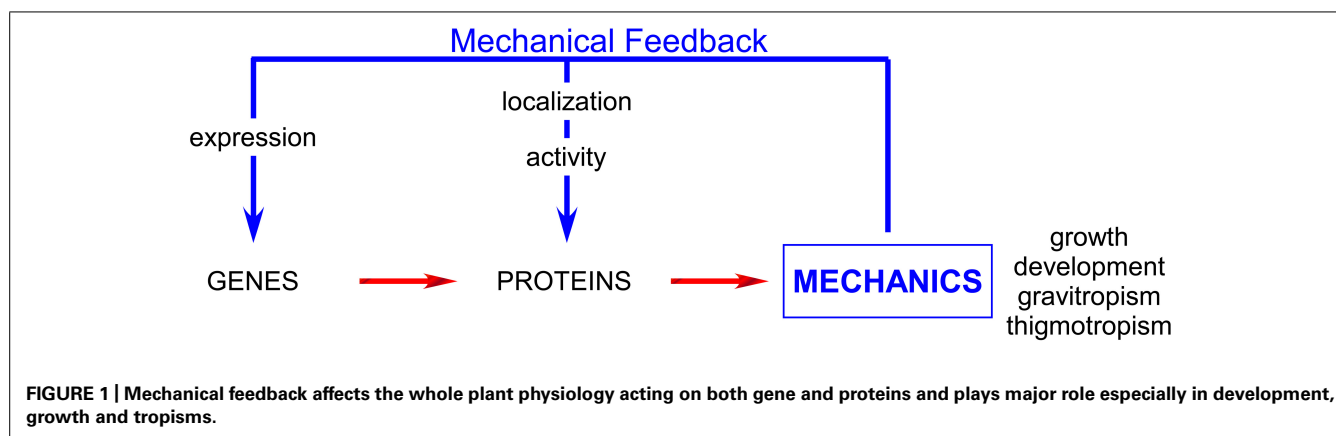 Mechanical Feedback
localization
expression
activity
GENES
PROTEINS
MECHANICS
growth
development
gravitropism
thigmotropism
FIGURE 1 | Mechanical feedback affects the whole plant physiology acting on both gene and proteins and plays major role especially in development,
growth and tropisms.